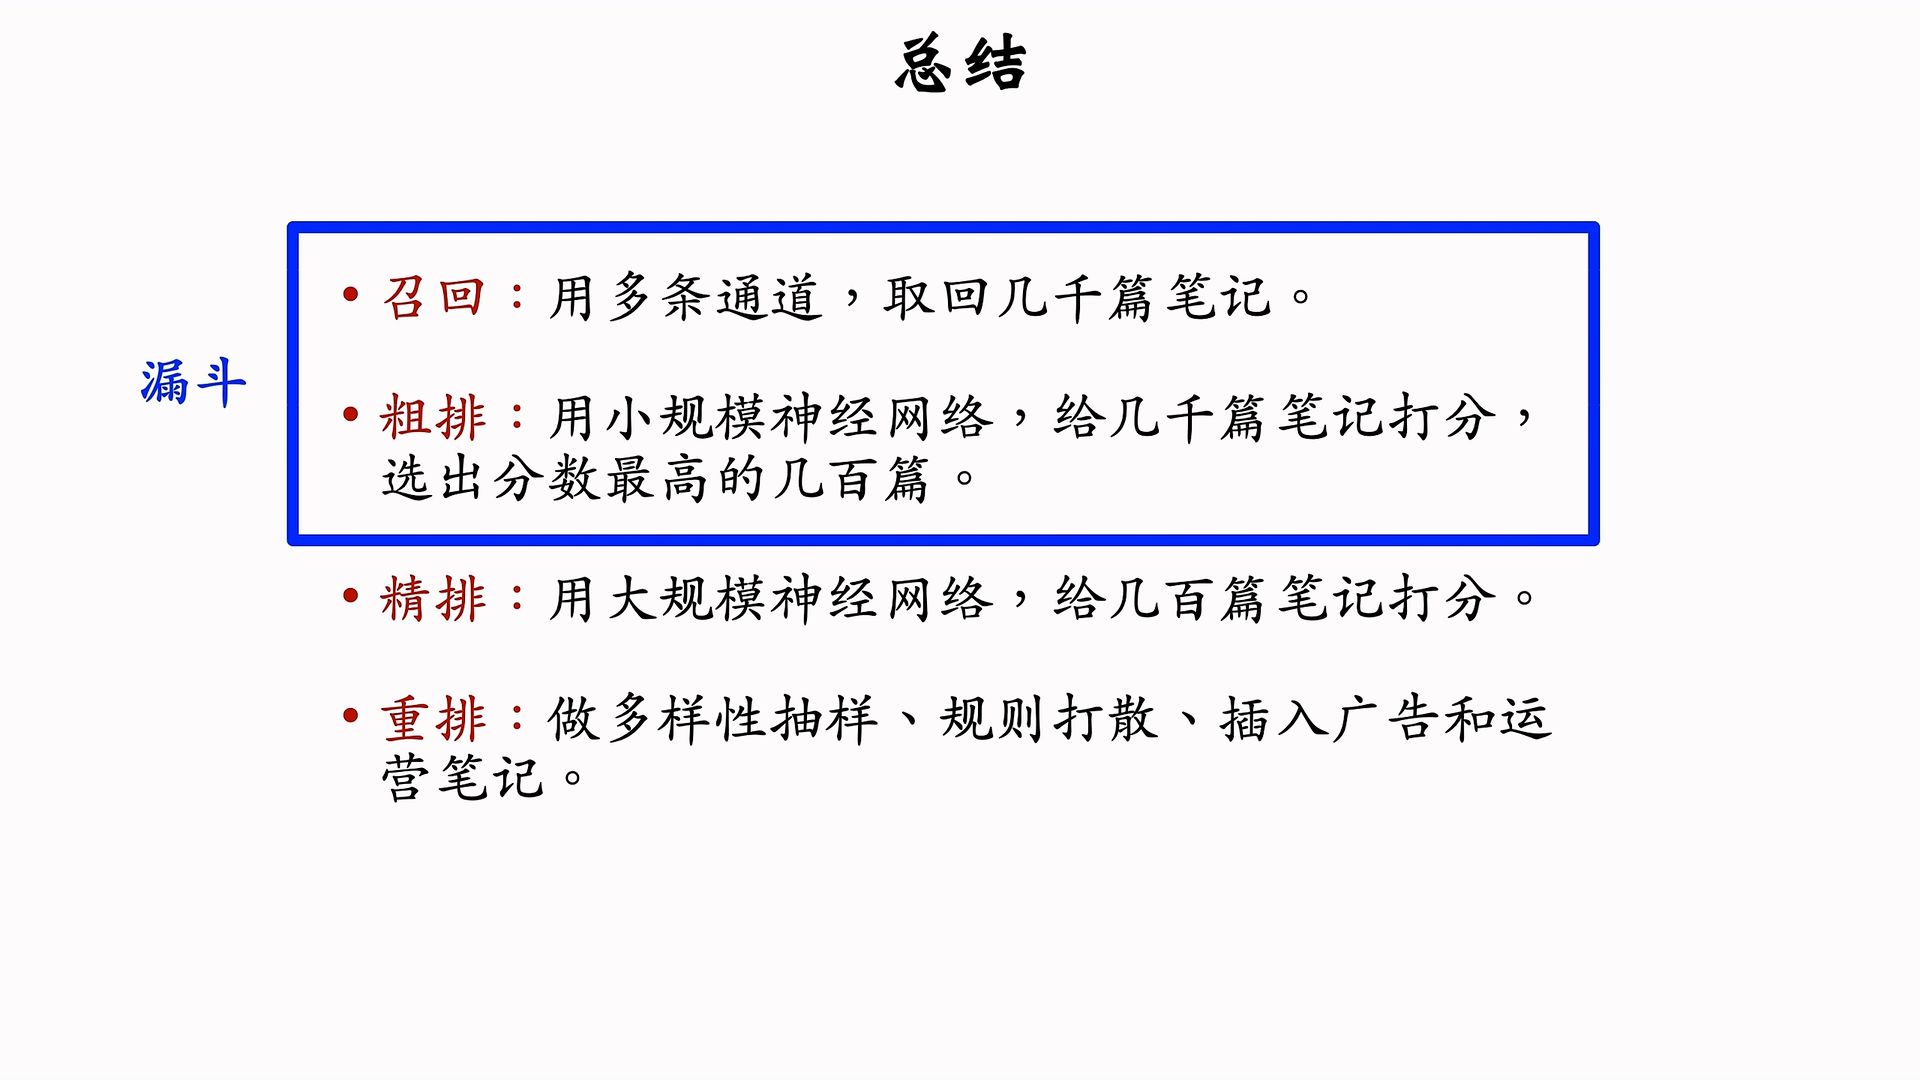 总结
漏斗
• 召回：用多条通道，取回几千篇笔记。
• 粗排：用小规模神经网络，给几千篇笔记打分，
选出分数最高的几百篇。
• 精排：用大规模神经网络，给几百篇笔记打分。
• 重排：做多样性抽样、规则打散、插入广告和运
营笔记。